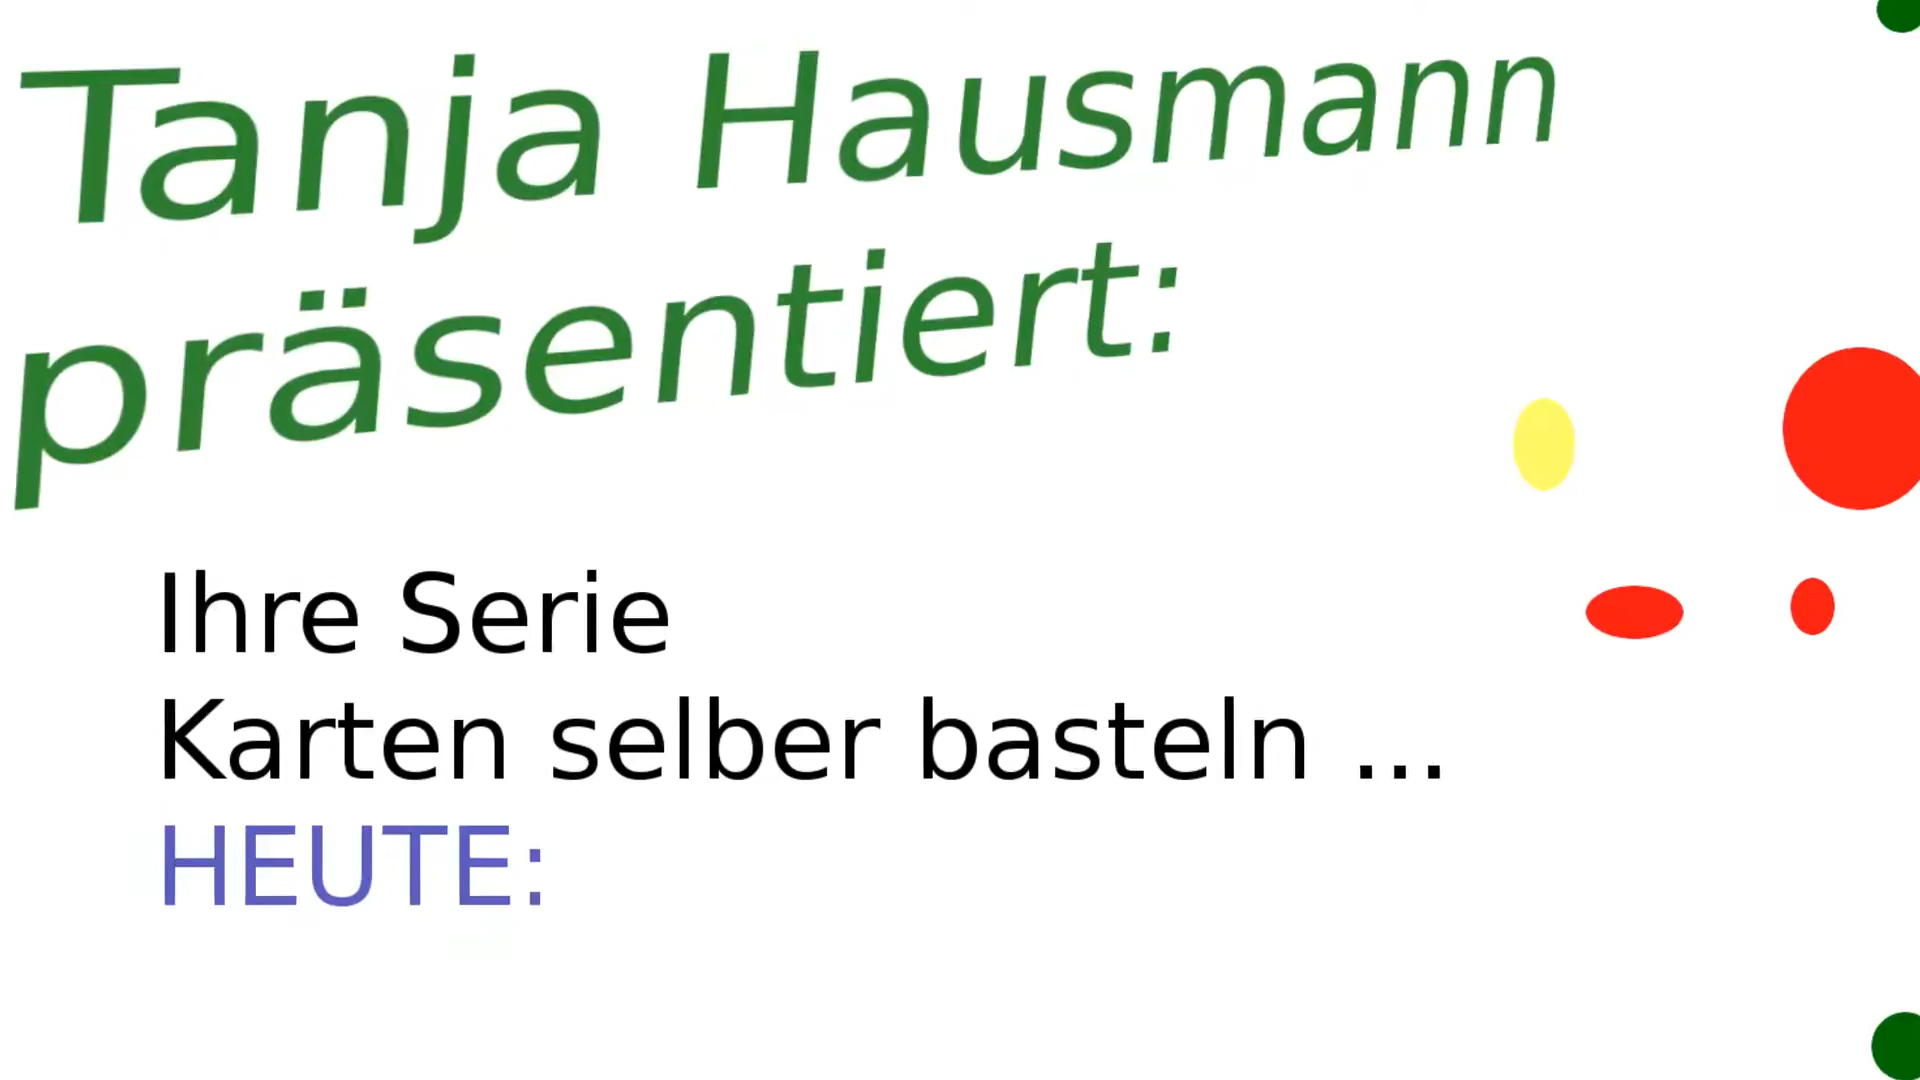 Tanja Hausmann
präsentiert:
Ihre Serie
Karten selber basteln ...
HEUTE: